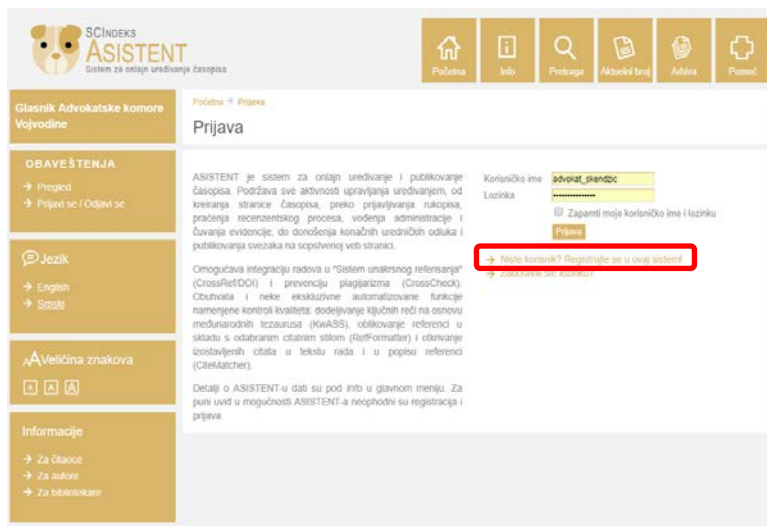 SCINDEKS
ASISTENT
Sistem za onlajn uređivanje časopisa
Početna
Info
Pretraga
Aktuelni broj
Arhiva
Pomoć
Glasnik Advokatske komore
Vojvodine
OBAVEŠTENJA
→ Pregled
→ Prijavi se / Odjavi se
Jezik
→ English
→ Srpski
AAVeličina znakova
A A A
Informacije
→ Za čitaoce
→ Za autore
→ Za bibliotekare
Početna → Prijava
Prijava
ASISTENT je sistem za onlajn uređivanje i publikovanje
časopisa. Podržava sve aktivnosti upravljanja uređivanjem, od
kreiranja stranice časopisa, preko prijavljivanja rukopisa,
praćenja recenzentskog procesa, vođenja administracije i
čuvanja evidencije, do donošenja konačnih uredničkih odluka i
publikovanja svezaka na sopstvenoj veb stranici.
Omogućava integraciju radova u "Sistem unakrsnog referisanja"
(CrossRef/DOI) i prevenciju plagijarizma (CrossCheck).
Obuhvata i neke ekskluzivne automatizovane funkcije
namenjene kontroli kvaliteta: dodeljivanje ključnih reči na osnovu
međunarodnih tezaurusa (KwASS), oblikovanje referenci u
skladu s odabranim citatnim stilom (RefFormatter) i otkrivanje
izostavljenih citata u tekstu rada i u popisu referenci
(CiteMatcher).
Detalji o ASISTENT-u dati su pod Info u glavnom meniju. Za
puni uvid u mogućnosti ASISTENT-a neophodni su registracija i
prijava
Korisničko ime advokat_skendzic
Lozinka
Zapamti moje korisničko ime i lozinku
Prijava
→ Niste korisnik? Registrujte se u ovaj sistem!
→ Zaboravili ste lozinku?